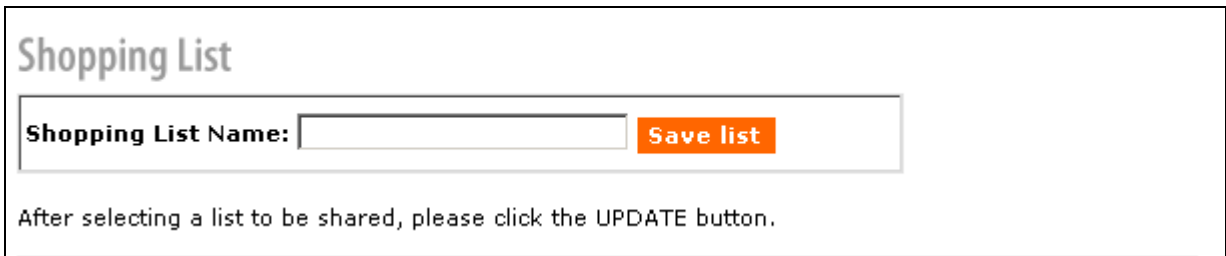 Shopping List
Shopping List Name: Save list
After selecting a list to be shared, please click the UPDATE button.